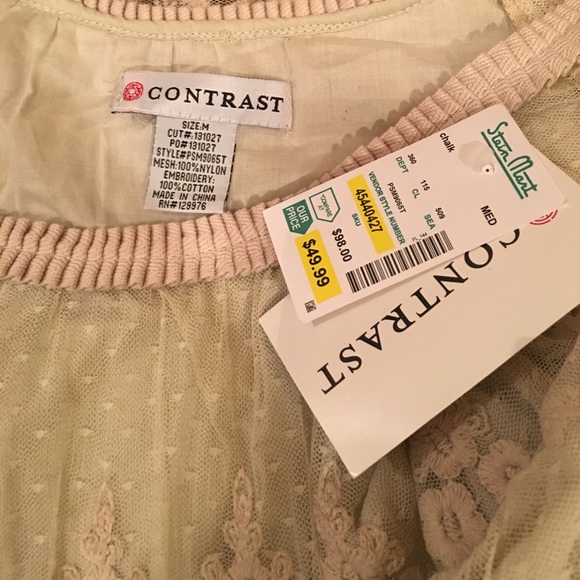 CONTRAST
SIZE:M
CUT#:131027
PO#131027
STYLE#PSM9065T
MESH:100%NYLON
EMBROIDERY:
100%COTTON
MADE IN CHINA
RN#129976
Stein Mart
chalk
MED
360 115 509
DEPT CL SEA
PSM9065T
VENDOR STYLE NUMBER
45440427
SKU
"COMPARE AT"
$98.00
OUR PRICE
$49.99
CONTRAST